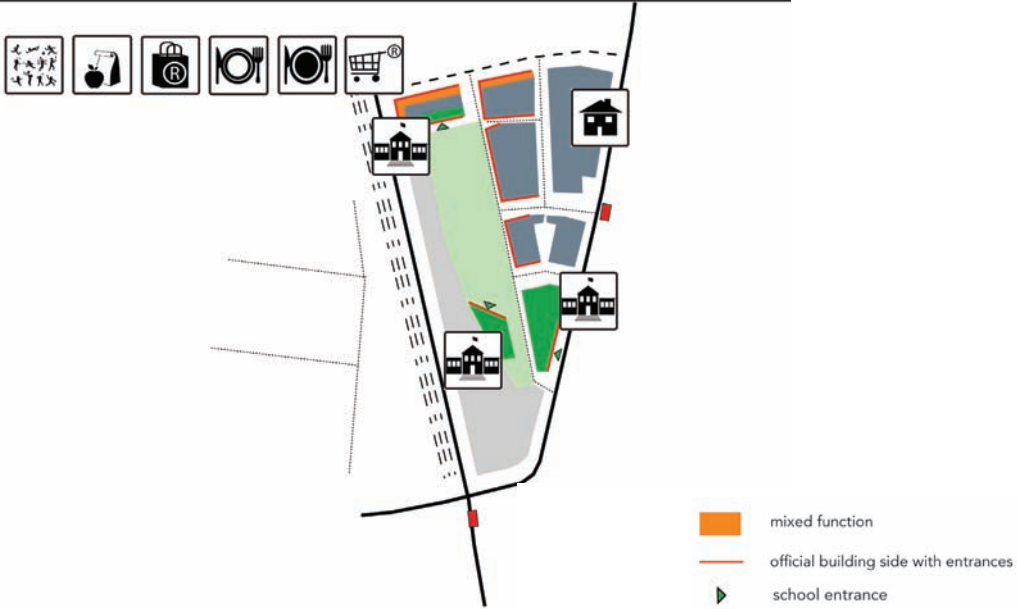 R
R
mixed function
official building side with entrances
school entrance